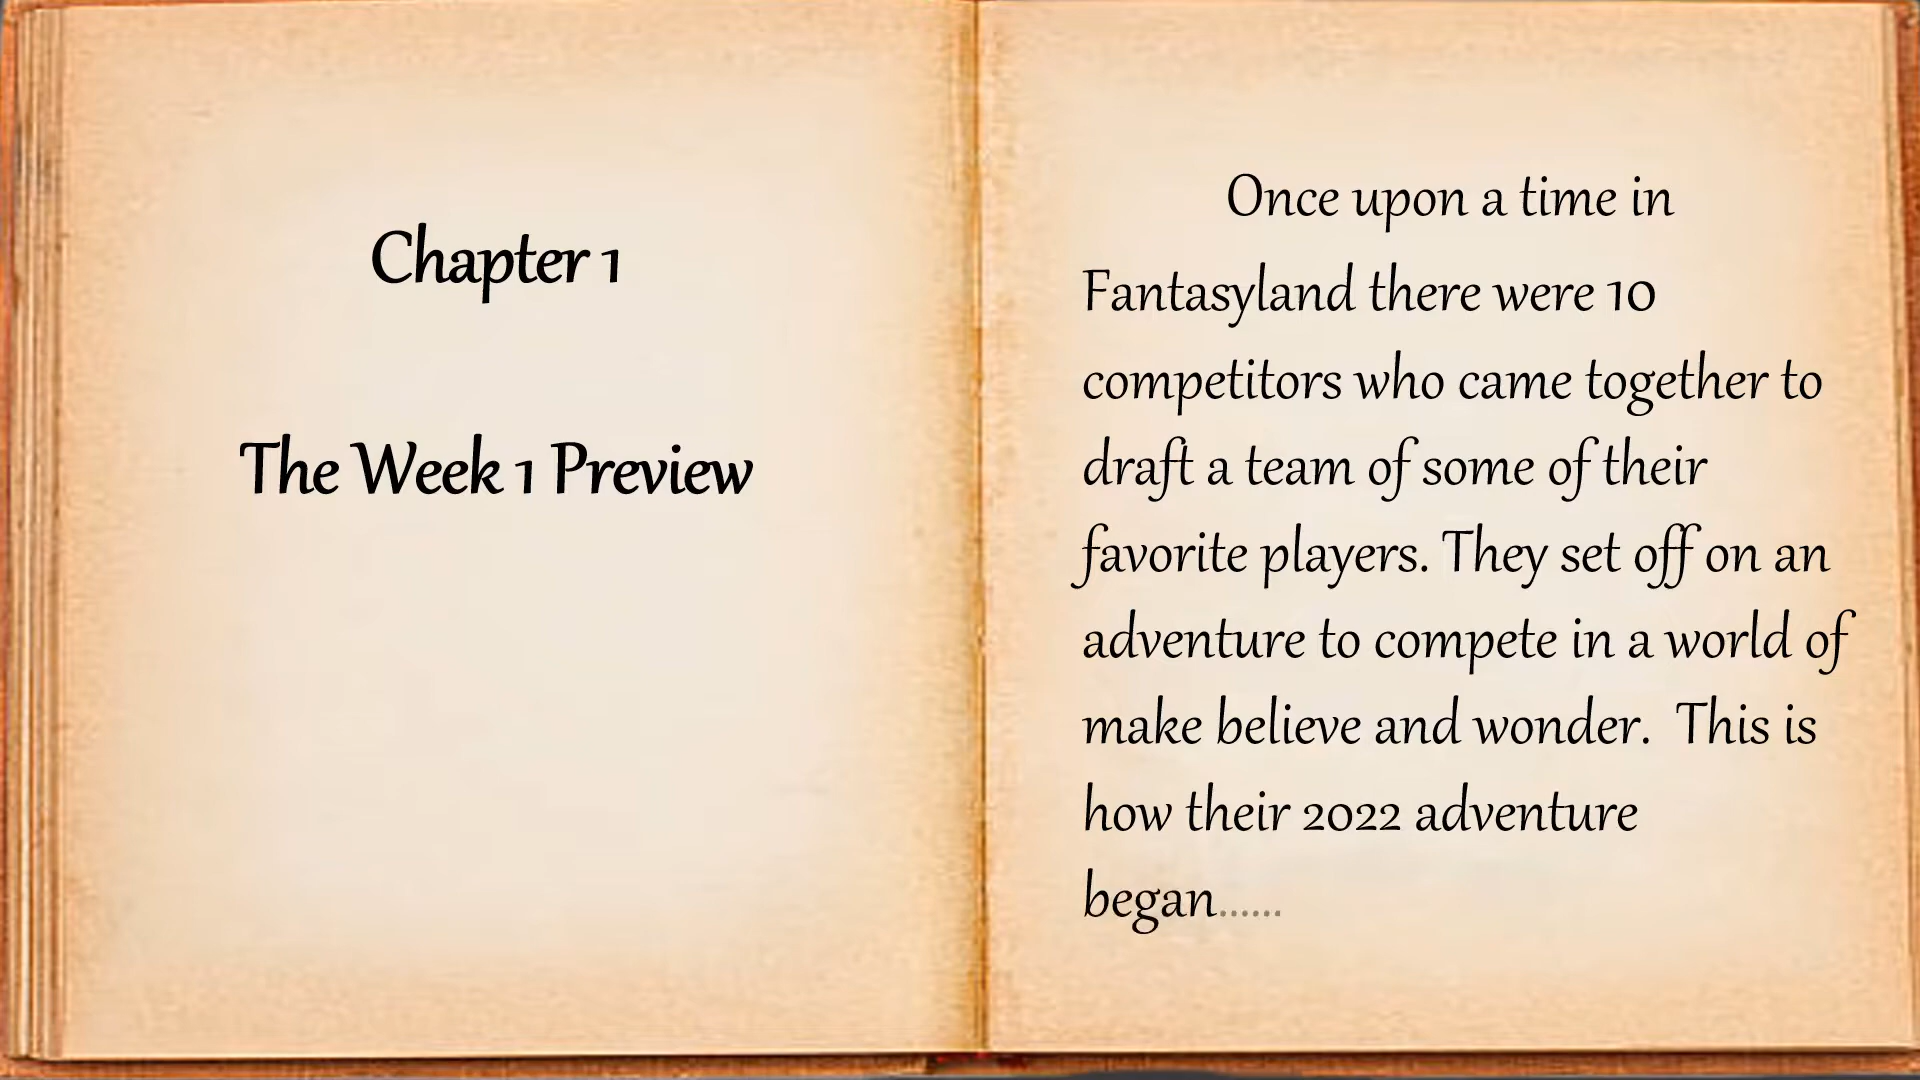 Chapter 1
The Week 1 Preview
Once upon a time in
Fantasyland there were 10
competitors who came together to
draft a team of some of their
favorite players. They set off on an
adventure to compete in a world of
make believe and wonder.  This is
how their 2022 adventure
began......